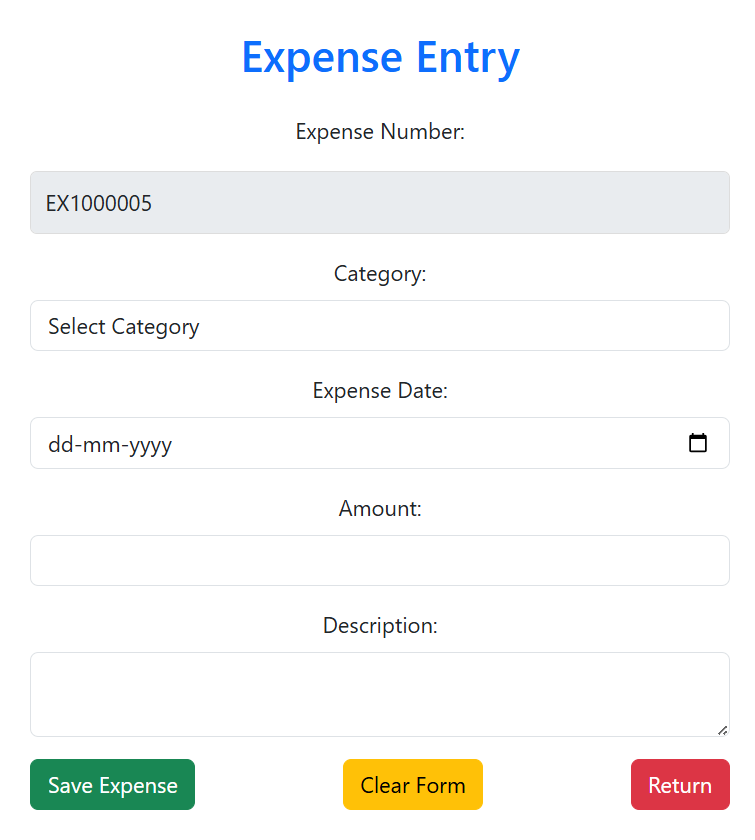 Expense Entry
Expense Number:
EX1000005
Category:
Select Category
Expense Date:
dd-mm-yyyy
Amount:
Description:
Save Expense Clear Form Return